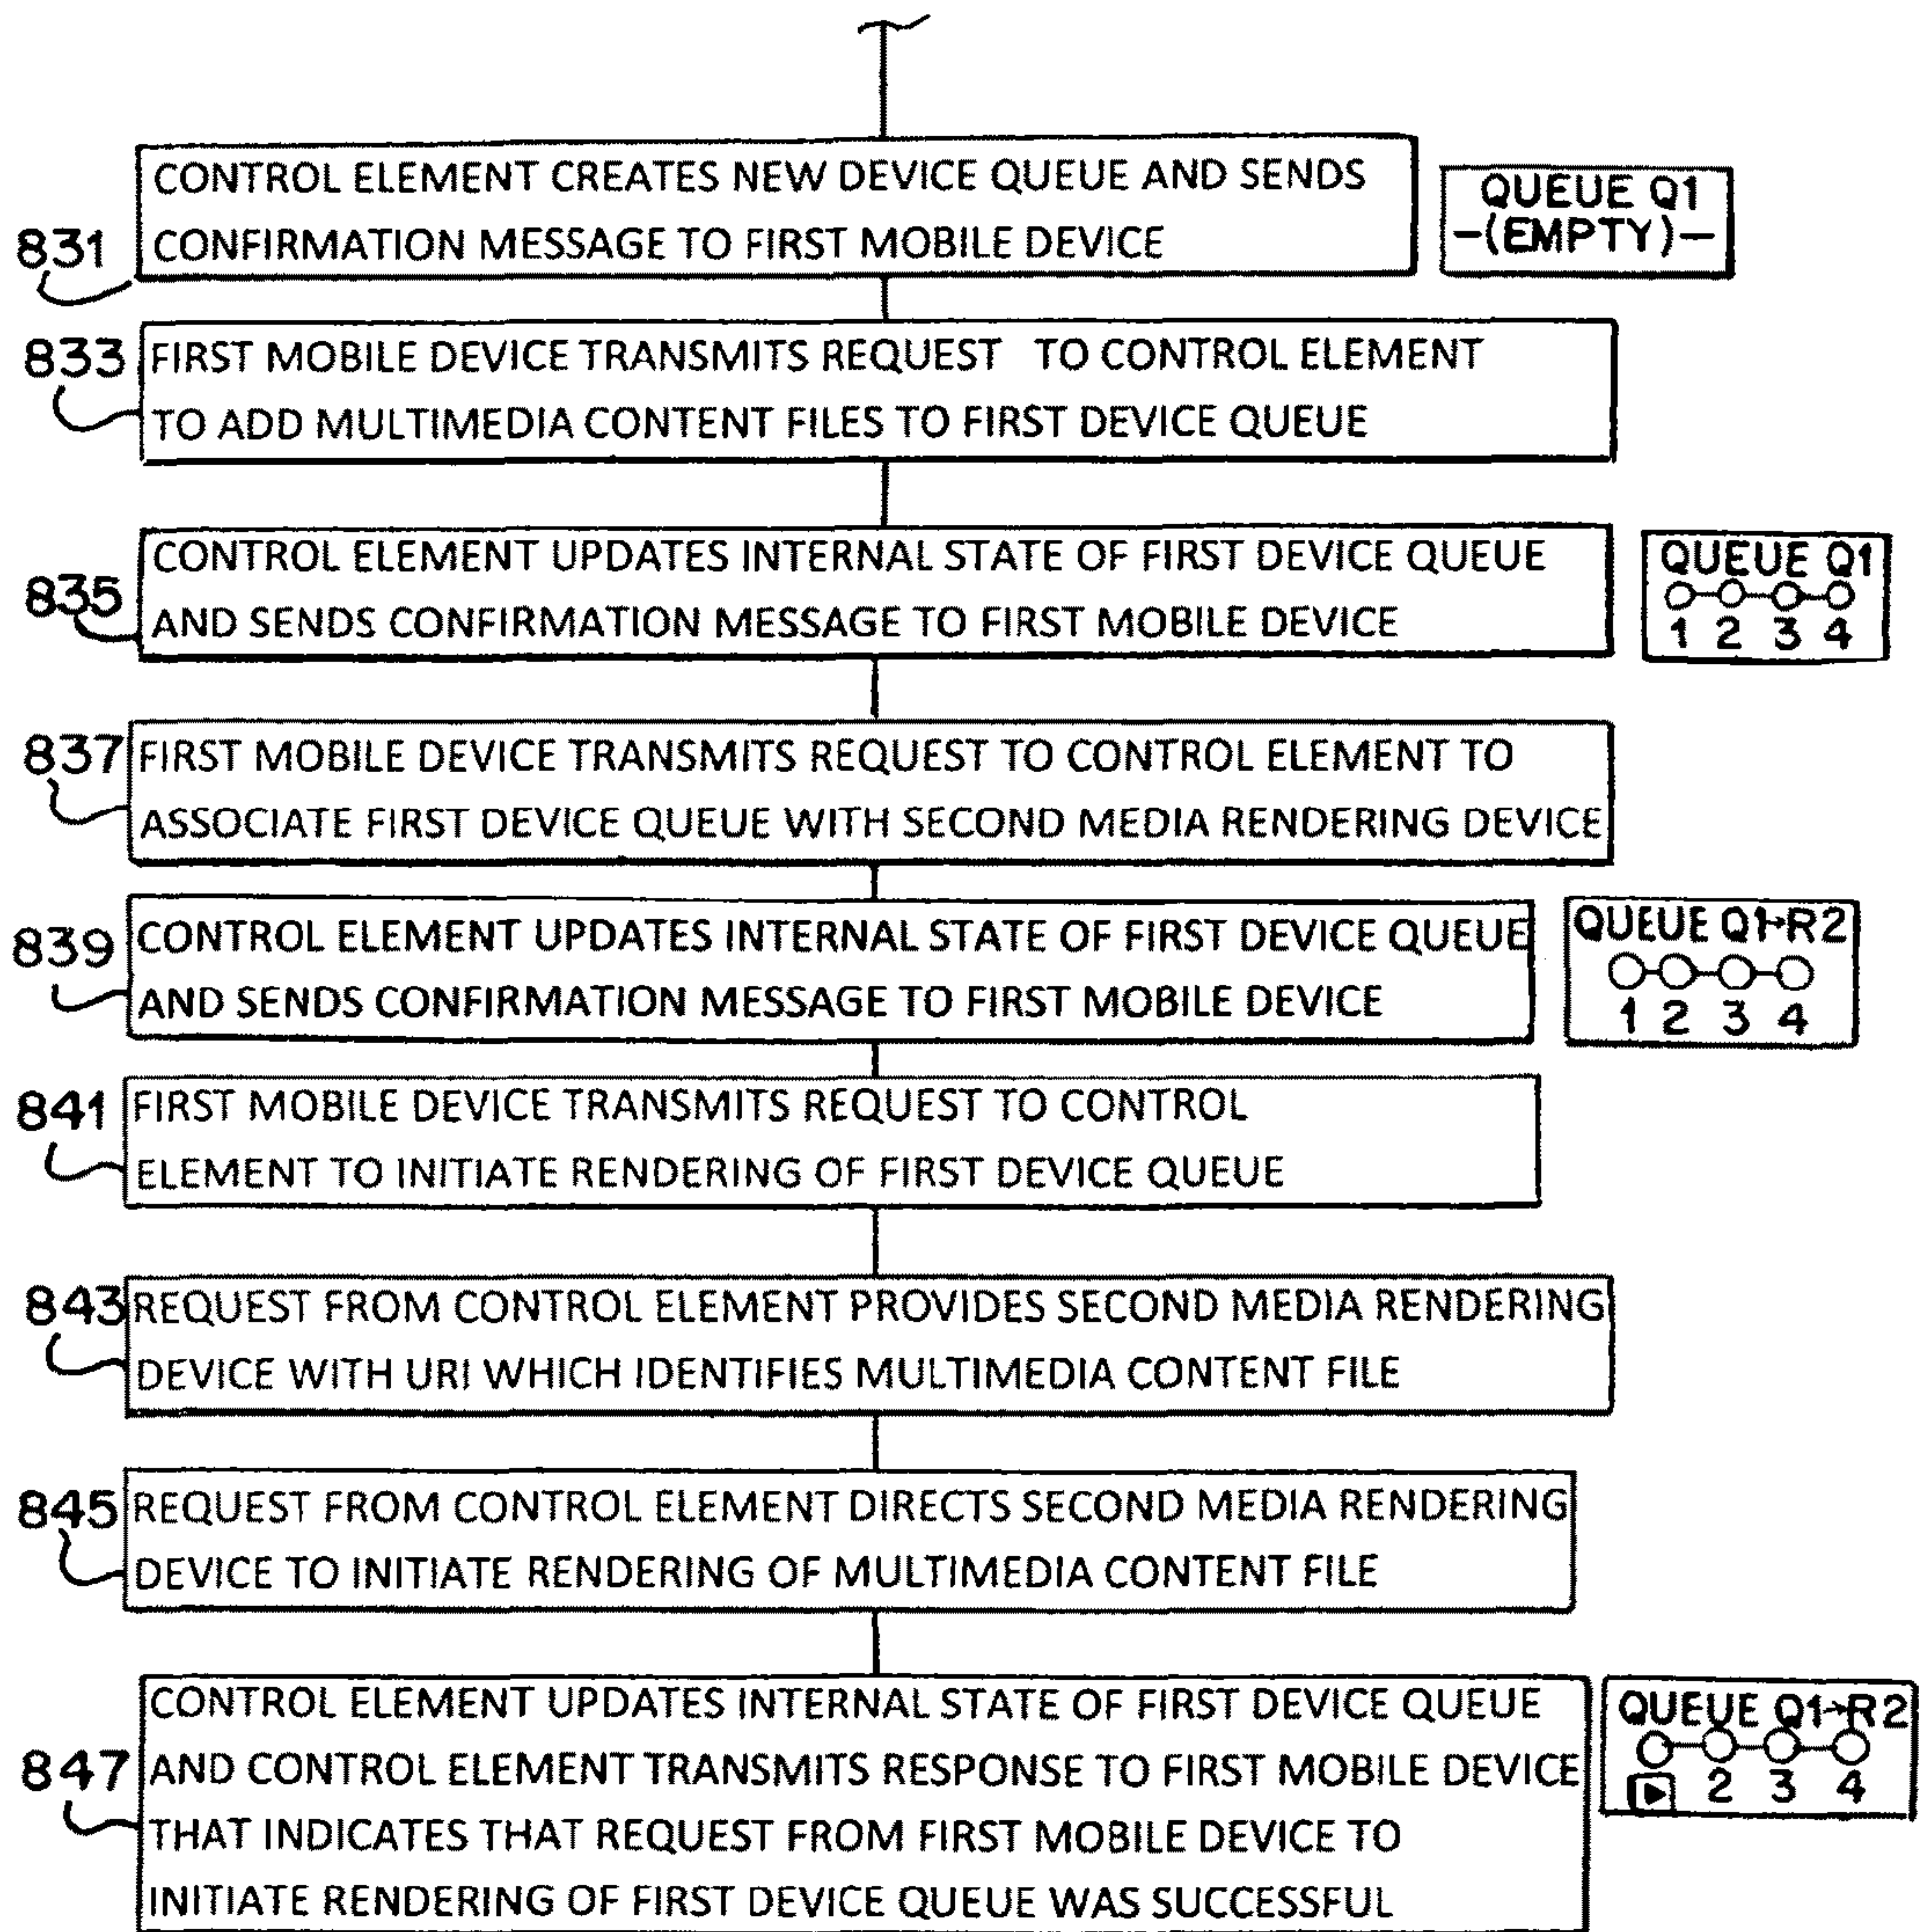 CONTROL ELEMENT CREATES NEW DEVICE QUEUE AND SENDS
CONFIRMATION MESSAGE TO FIRST MOBILE DEVICE
831
QUEUE Q1
-(EMPTY)-
833
FIRST MOBILE DEVICE TRANSMITS REQUEST TO CONTROL ELEMENT
TO ADD MULTIMEDIA CONTENT FILES TO FIRST DEVICE QUEUE
835
CONTROL ELEMENT UPDATES INTERNAL STATE OF FIRST DEVICE QUEUE
AND SENDS CONFIRMATION MESSAGE TO FIRST MOBILE DEVICE
QUEUE Q1
1 2 3 4
837
FIRST MOBILE DEVICE TRANSMITS REQUEST TO CONTROL ELEMENT TO
ASSOCIATE FIRST DEVICE QUEUE WITH SECOND MEDIA RENDERING DEVICE
839
CONTROL ELEMENT UPDATES INTERNAL STATE OF FIRST DEVICE QUEUE
AND SENDS CONFIRMATION MESSAGE TO FIRST MOBILE DEVICE
QUEUE Q1→R2
1 2 3 4
841
FIRST MOBILE DEVICE TRANSMITS REQUEST TO CONTROL
ELEMENT TO INITIATE RENDERING OF FIRST DEVICE QUEUE
843
REQUEST FROM CONTROL ELEMENT PROVIDES SECOND MEDIA RENDERING
DEVICE WITH URI WHICH IDENTIFIES MULTIMEDIA CONTENT FILE
845
REQUEST FROM CONTROL ELEMENT DIRECTS SECOND MEDIA RENDERING
DEVICE TO INITIATE RENDERING OF MULTIMEDIA CONTENT FILE
847
CONTROL ELEMENT UPDATES INTERNAL STATE OF FIRST DEVICE QUEUE
AND CONTROL ELEMENT TRANSMITS RESPONSE TO FIRST MOBILE DEVICE
THAT INDICATES THAT REQUEST FROM FIRST MOBILE DEVICE TO
INITIATE RENDERING OF FIRST DEVICE QUEUE WAS SUCCESSFUL
QUEUE Q1→R2
2 3 4